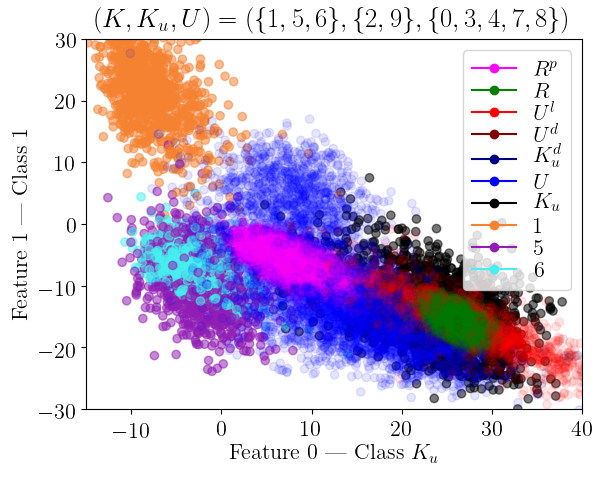 (K, K_u, U) = ({1, 5, 6}, {2, 9}, {0, 3, 4, 7, 8})
30
20
10
0
−10
−20
−30
Feature 1 — Class 1
R^p
R
U^l
U^d
K_u^d
U
K_u
1
5
6
−10
0
10
20
30
40
Feature 0 — Class K_u